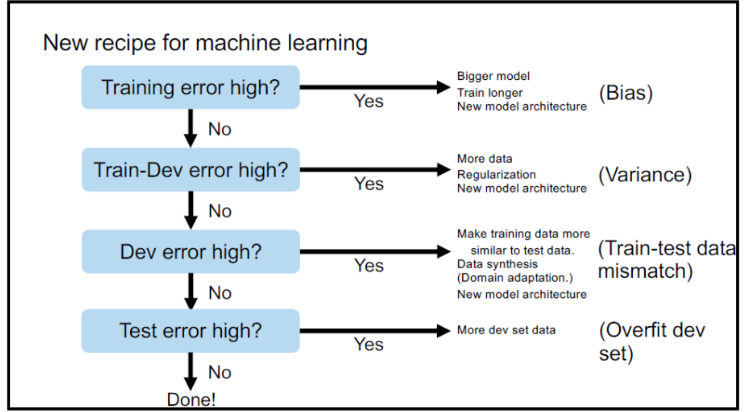 New recipe for machine learning
Training error high?
Yes
Bigger model
Train longer
New model architecture
(Bias)
No
Train-Dev error high?
Yes
More data
Regularization
New model architecture
(Variance)
No
Dev error high?
Yes
Make training data more
similar to test data.
Data synthesis
(Domain adaptation.)
New model architecture
(Train-test data
mismatch)
No
Test error high?
Yes
More dev set data
(Overfit dev
set)
No
Done!